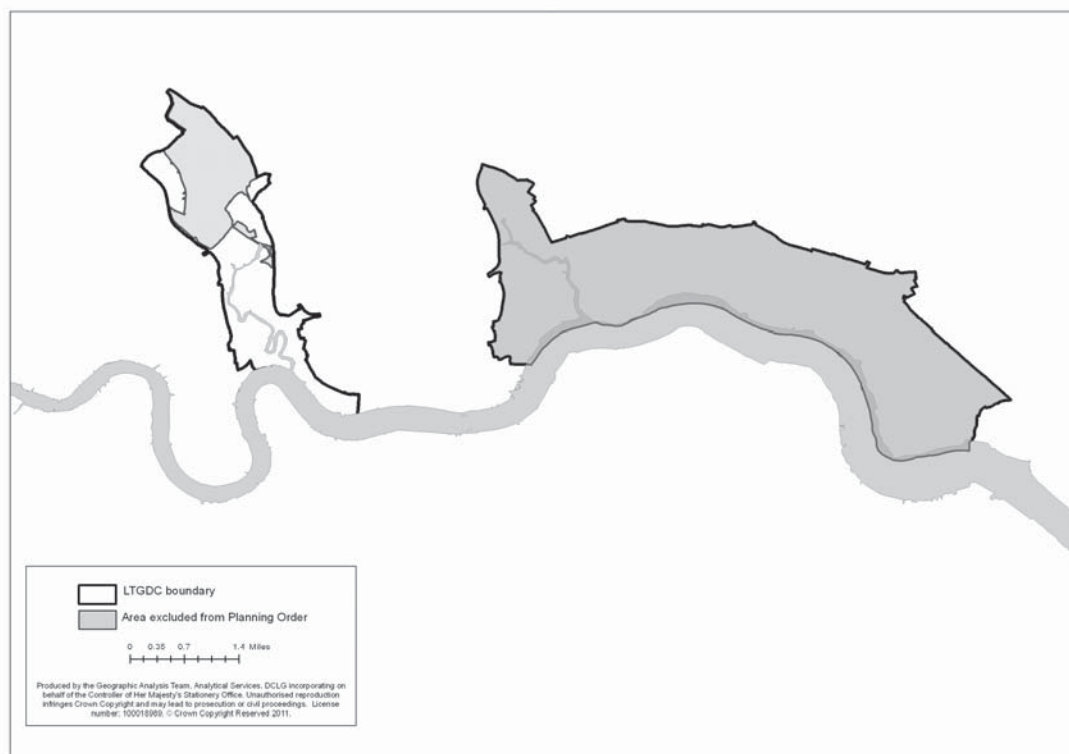 LTGDC boundary
Area excluded from Planning Order
0 0.35 0.7 1.4 Miles
Produced by the Geographic Analysis Team, Analytical Services, DCLG incorporating on
behalf of the Controller of Her Majesty's Stationery Office. Unauthorised reproduction
infringes Crown Copyright and may lead to prosecution or civil proceedings. License
number: 100018989. © Crown Copyright Reserved 2011.